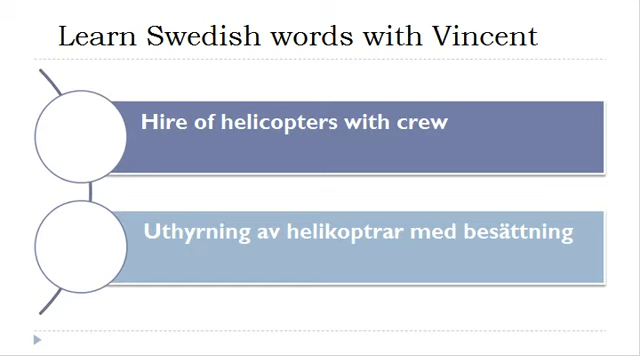 Learn Swedish words with Vincent
Hire of helicopters with crew
Uthyrning av helikoptrar med besättning